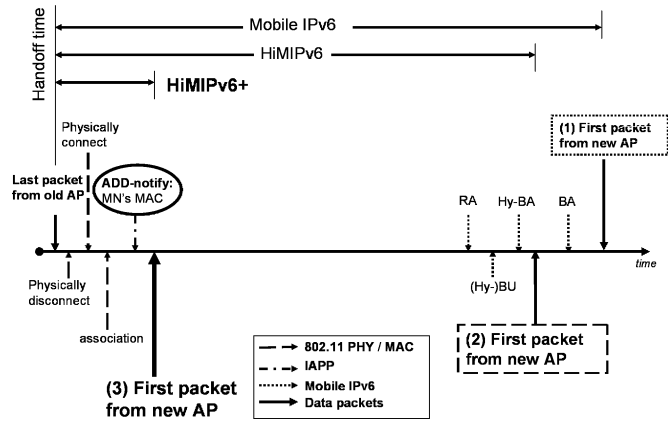 Handoff time
Mobile IPv6
HiMIPv6
HiMIPv6+
Physically
connect
(1) First packet
from new AP
Last packet
from old AP
ADD-notify:
MN's MAC
RA
Hy-BA
BA
time
Physically
disconnect
(Hy-)BU
association
802.11 PHY / MAC
IAPP
Mobile IPv6
Data packets
(2) First packet
from new AP
(3) First packet
from new AP